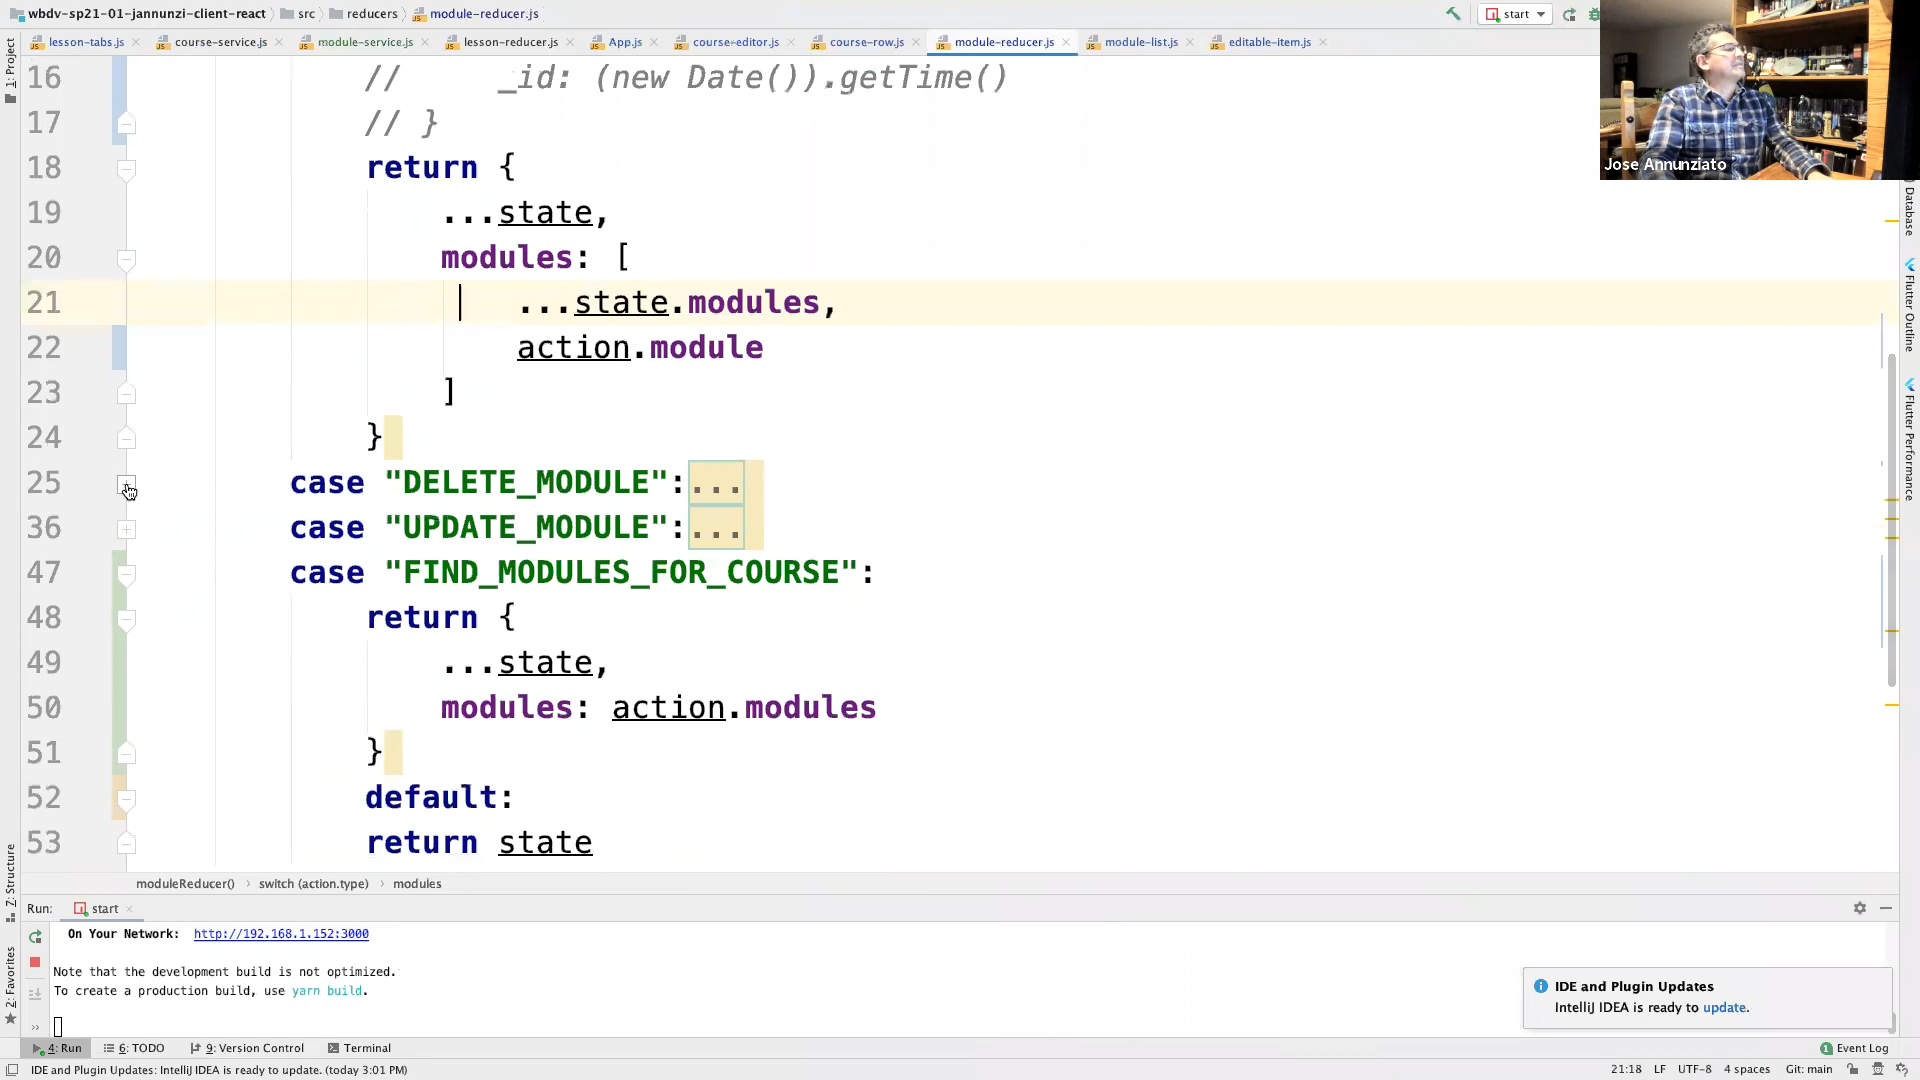 wbdv-sp21-01-jannunzi-client-react › src › reducers › module-reducer.js
start
lesson-tabs.js course-service.js module-service.js lesson-reducer.js App.js course-editor.js course-row.js module-reducer.js module-list.js editable-item.js
1: Project
16 // _id: (new Date()).getTime()
17 // }
18 return {
19 ...state,
20 modules: [
21 ...state.modules,
22 action.module
23 ]
24 }
25 case "DELETE_MODULE":...
36 case "UPDATE_MODULE":...
47 case "FIND_MODULES_FOR_COURSE":
48 return {
49 ...state,
50 modules: action.modules
51 }
52 default:
53 return state
Jose Annunziato
Database
Flutter Outline
Flutter Performance
moduleReducer() › switch (action.type) › modules
Z: Structure
2: Favorites
Run: start
On Your Network: http://192.168.1.152:3000
Note that the development build is not optimized.
To create a production build, use yarn build.
IDE and Plugin Updates
IntelliJ IDEA is ready to update.
4: Run 6: TODO 9: Version Control Terminal
1 Event Log
IDE and Plugin Updates: IntelliJ IDEA is ready to update. (today 3:01 PM)
21:18 LF UTF-8 4 spaces Git: main